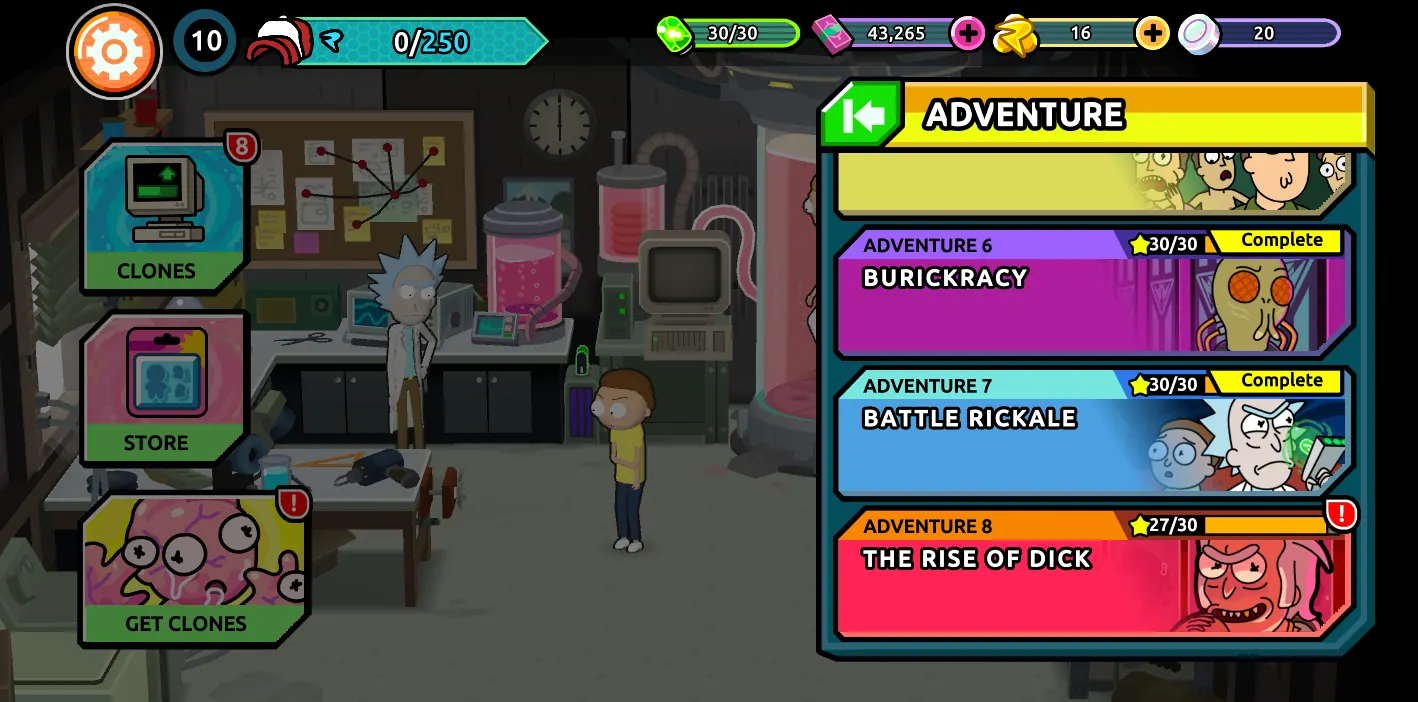 10
0/250
30/30
43,265
16
20
ADVENTURE
8
CLONES
ADVENTURE 6
30/30
Complete
BURICKRACY
STORE
ADVENTURE 7
30/30
Complete
BATTLE RICKALE
!
GET CLONES
ADVENTURE 8
27/30
!
THE RISE OF DICK